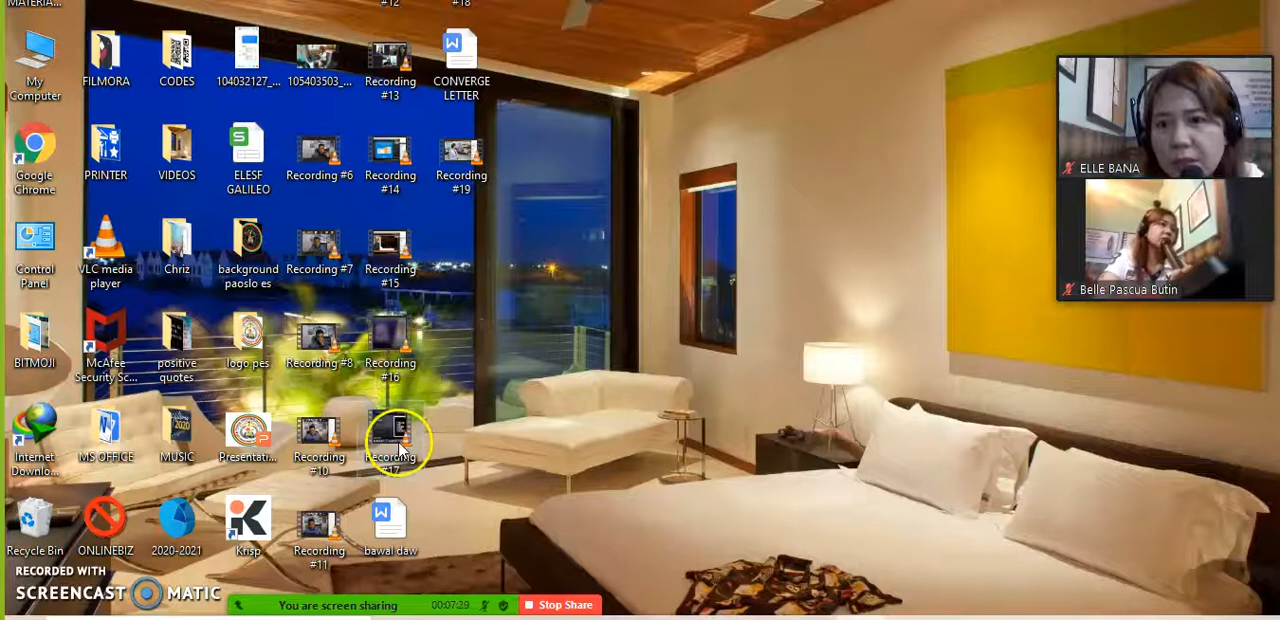 MATERIA...
#12
#18
My
Computer
FILMORA
CODES
104032127_...
105403503_...
Recording
#13
CONVERGE
LETTER
Google
Chrome
PRINTER
VIDEOS
ELESF
GALILEO
Recording #6
Recording
#14
Recording
#19
Control
Panel
VLC media
player
Chriz
background
paoslo es
Recording #7
Recording
#15
BITMOJI
McAfee
Security Sc...
positive
quotes
logo pes
Recording #8
Recording
#16
Internet
Downlo...
MS OFFICE
MUSIC
Presentati...
Recording
#10
Recording
#17
Recycle Bin
ONLINEBIZ
2020-2021
Krisp
Recording
#11
bawal daw
ELLE BANA
Belle Pascua Butin
RECORDED WITH
SCREENCAST MATIC
You are screen sharing
00:07:29
Stop Share